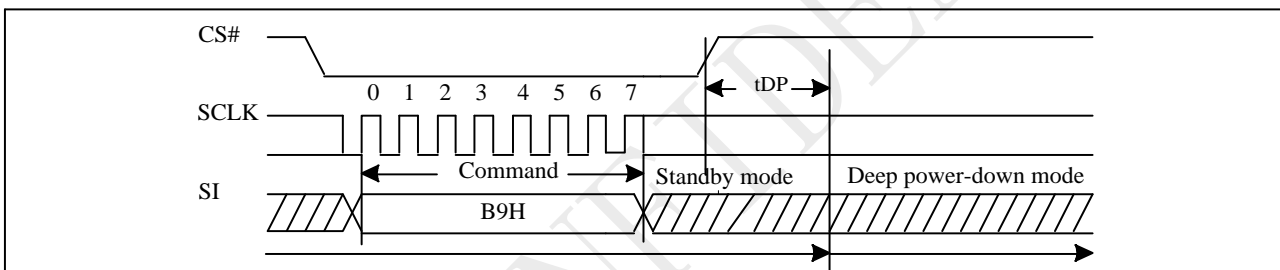 CS#
tDP
0 1 2 3 4 5 6 7
SCLK
Command
Standby mode
Deep power-down mode
SI
B9H